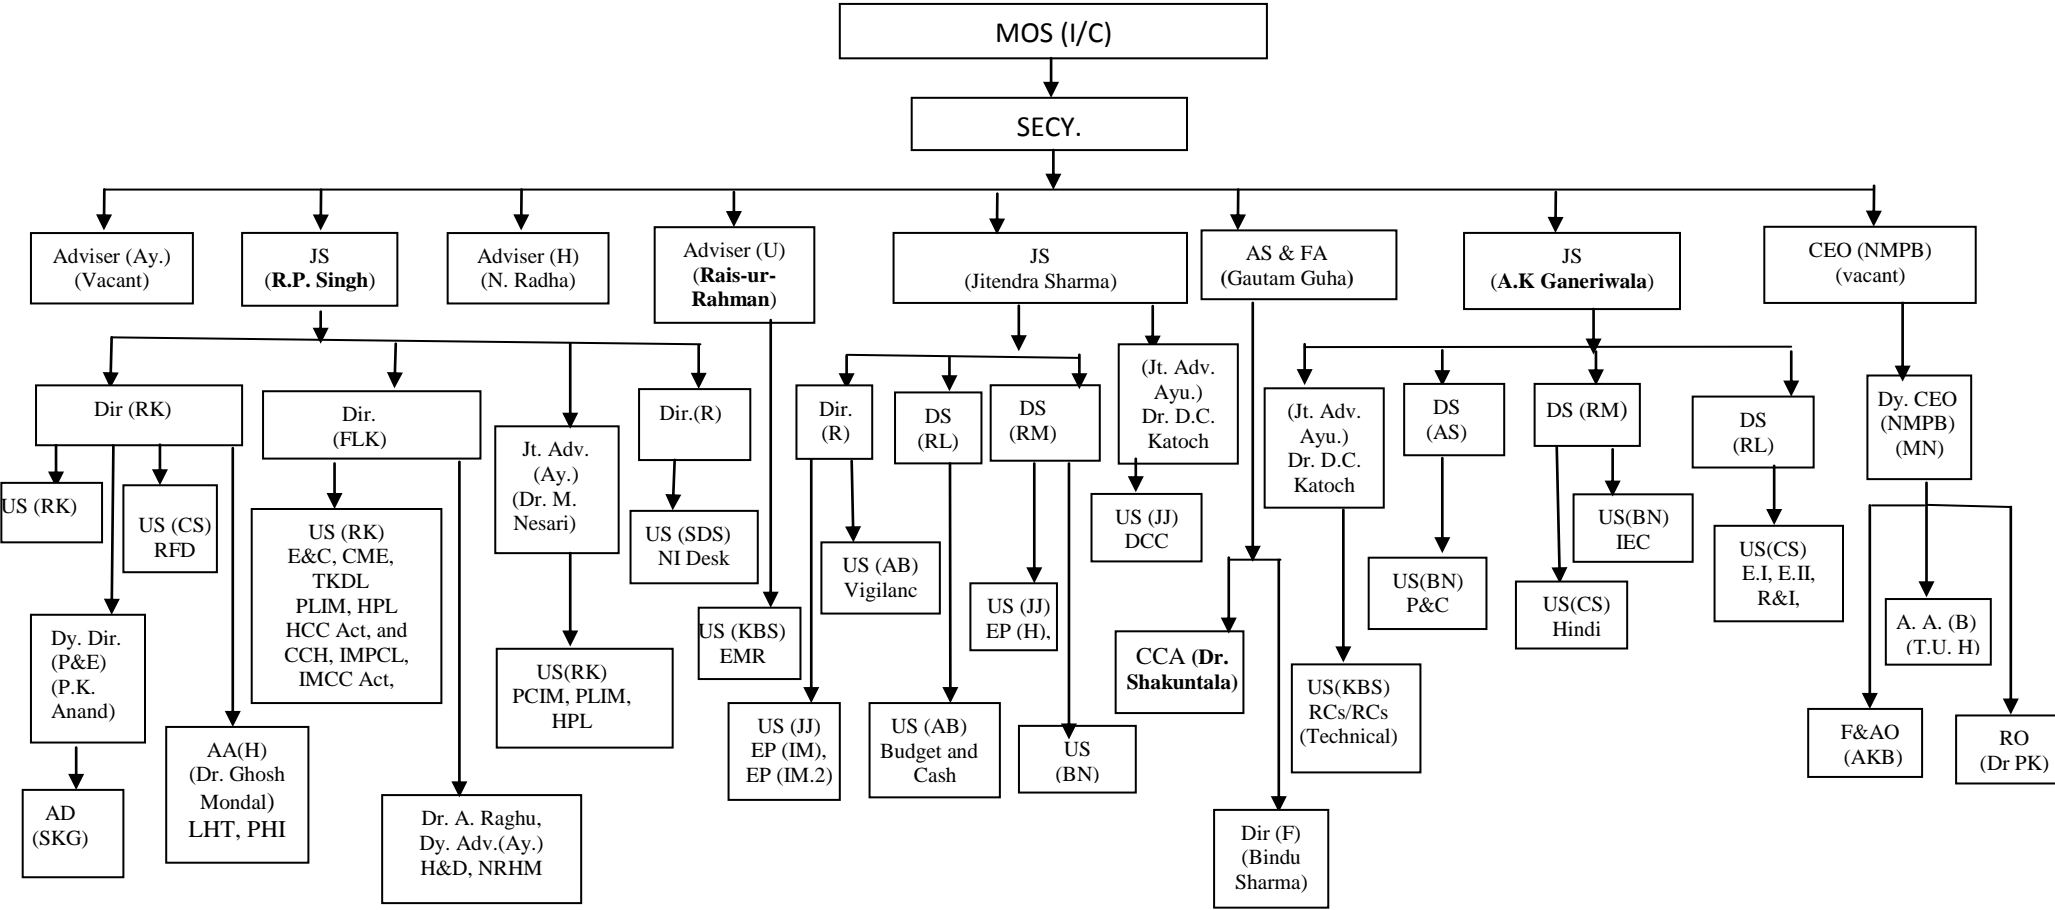 MOS (I/C)
SECY.
Adviser (Ay.)
(Vacant)
JS
(R.P. Singh)
Adviser (H)
(N. Radha)
Adviser (U)
(Rais-ur-
Rahman)
JS
(Jitendra Sharma)
AS & FA
(Gautam Guha)
JS
(A.K Ganeriwala)
CEO (NMPB)
(vacant)
Dir (RK)
Dir.
(FLK)
Jt. Adv.
(Ay.)
(Dr. M.
Nesari)
Dir.(R)
Dir.
(R)
DS
(RL)
DS
(RM)
(Jt. Adv.
Ayu.)
Dr. D.C.
Katoch
(Jt. Adv.
Ayu.)
Dr. D.C.
Katoch
DS
(AS)
DS (RM)
DS
(RL)
Dy. CEO
(NMPB)
(MN)
US (RK)
US (CS)
RFD
US (RK)
E&C, CME,
TKDL
PLIM, HPL
HCC Act, and
CCH, IMPCL,
IMCC Act,
US (SDS)
NI Desk
US (AB)
Vigilanc
US (JJ)
EP (H),
US (JJ)
DCC
US(BN)
P&C
US(CS)
Hindi
US(BN)
IEC
US(CS)
E.I, E.II,
R&I,
Dy. Dir.
(P&E)
(P.K.
Anand)
US(RK)
PCIM, PLIM,
HPL
US (KBS)
EMR
CCA (Dr.
Shakuntala)
US(KBS)
RCs/RCs
(Technical)
A. A. (B)
(T.U. H)
AA(H)
(Dr. Ghosh
Mondal)
LHT, PHI
US (JJ)
EP (IM),
EP (IM.2)
US (AB)
Budget and
Cash
US
(BN)
F&AO
(AKB)
RO
(Dr PK)
AD
(SKG)
Dr. A. Raghu,
Dy. Adv.(Ay.)
H&D, NRHM
Dir (F)
(Bindu
Sharma)